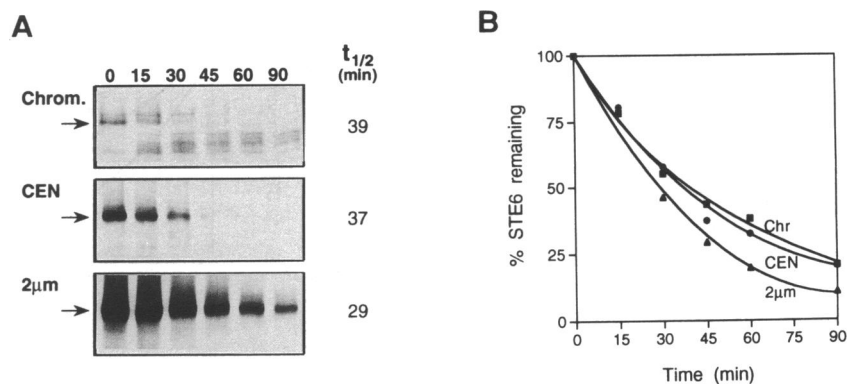 A
t1/2
(min)
0 15 30 45 60 90
Chrom.
39
CEN
37
2μm
29
B
100
75
50
25
0
% STE6 remaining
Chr
CEN
2μm
0 15 30 45 60 75 90
Time (min)